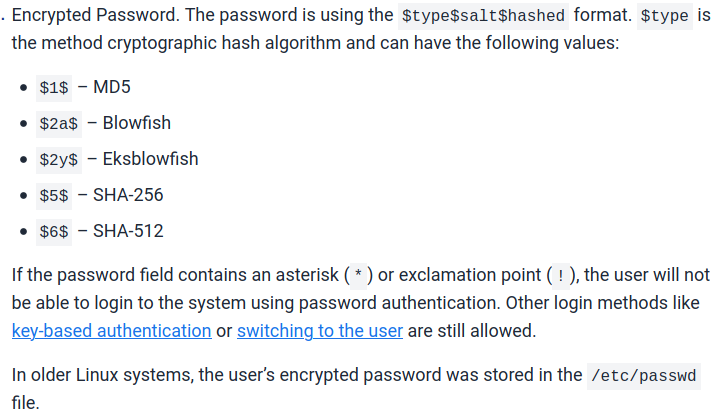 . Encrypted Password. The password is using the $type$salt$hashed format. $type is
the method cryptographic hash algorithm and can have the following values:
• $1$ – MD5
• $2a$ – Blowfish
• $2y$ – Eksblowfish
• $5$ – SHA-256
• $6$ – SHA-512
If the password field contains an asterisk ( * ) or exclamation point ( ! ), the user will not
be able to login to the system using password authentication. Other login methods like
key-based authentication or switching to the user are still allowed.
In older Linux systems, the user’s encrypted password was stored in the /etc/passwd
file.